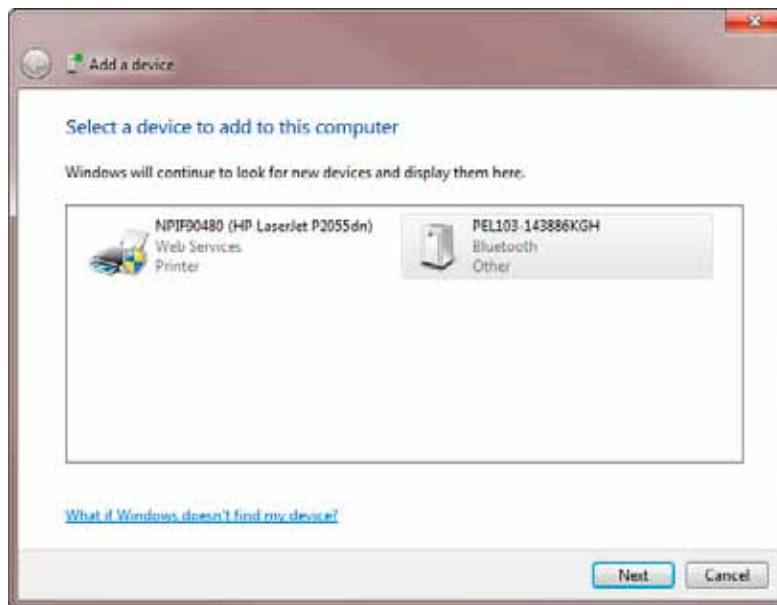 Add a device
Select a device to add to this computer
Windows will continue to look for new devices and display them here.
NPIF90480 (HP LaserJet P2055dn)
Web Services
Printer
PEL103-143886KGH
Bluetooth
Other
What if Windows doesn't find my device?
Next
Cancel